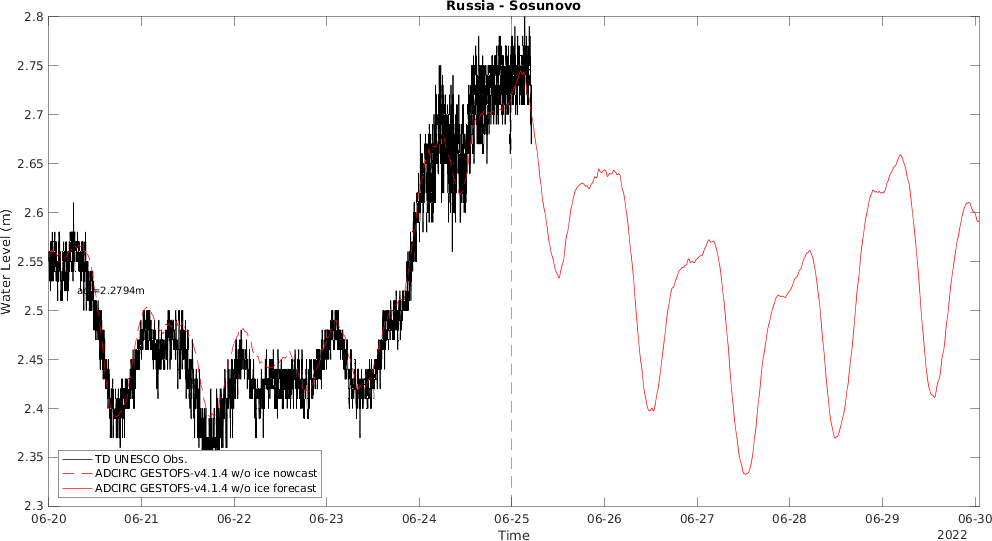 Russia - Sosunovo
2.8
2.75
2.7
2.65
2.6
2.55
2.5
2.45
2.4
2.35
2.3
Water Level (m)
=2.2794m
TD UNESCO Obs.
ADCIRC GESTOFS-v4.1.4 w/o ice nowcast
ADCIRC GESTOFS-v4.1.4 w/o ice forecast
06-20 06-21 06-22 06-23 06-24 06-25 06-26 06-27 06-28 06-29 06-30
Time
2022